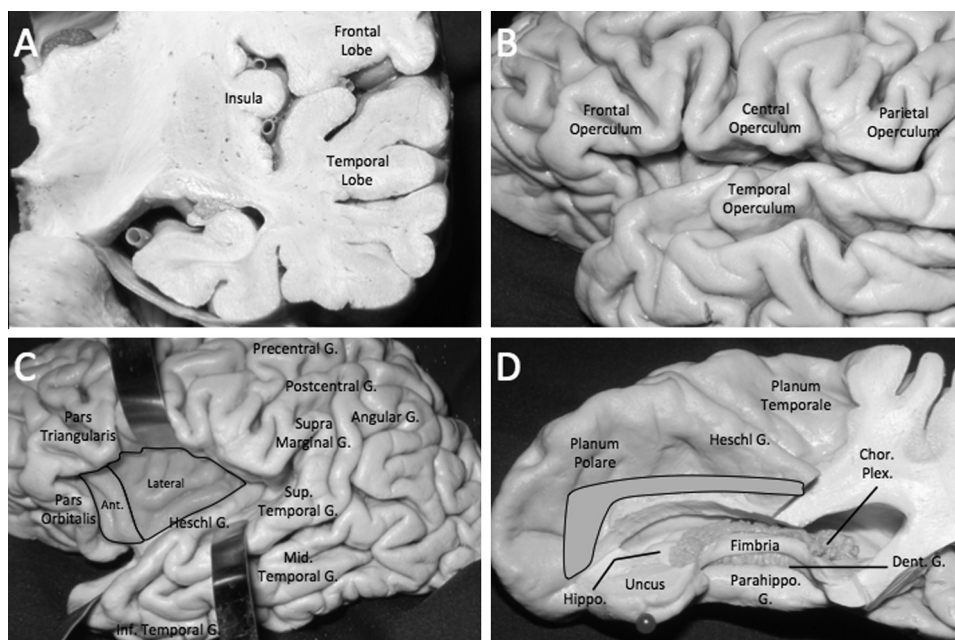 A
Frontal
Lobe
Insula
Temporal
Lobe
B
Frontal
Operculum
Central
Operculum
Parietal
Operculum
Temporal
Operculum
C
Precentral G.
Postcentral G.
Pars
Triangularis
Supra
Marginal G.
Angular G.
Lateral
Ant.
Pars
Orbitalis
Sup.
Temporal G.
Heschl G.
Mid.
Temporal G.
Inf. Temporal G.
D
Planum
Temporale
Planum
Polare
Heschl G.
Chor.
Plex.
Fimbria
Dent. G.
Hippo.
Uncus
Parahippo.
G.